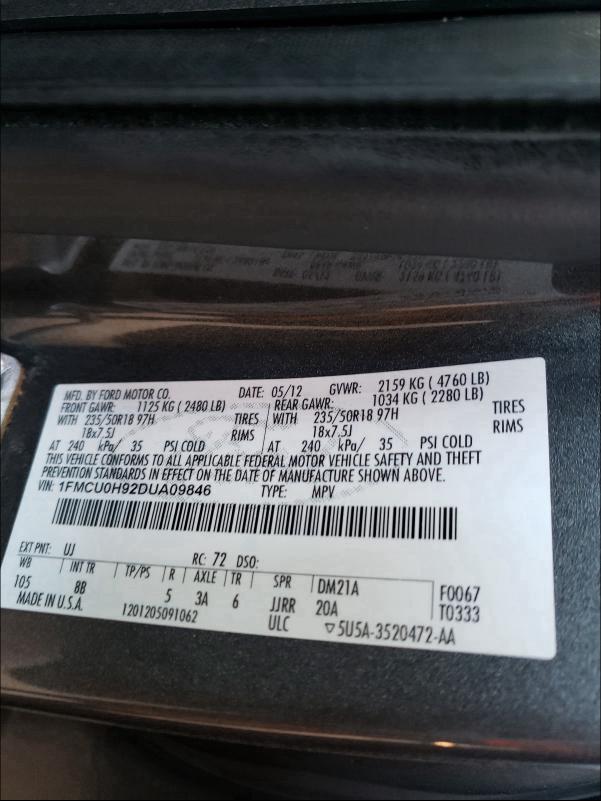 MFD. BY FORD MOTOR CO. DATE: 05/12 GVWR: 2159 KG ( 4760 LB)
FRONT GAWR: 1125 KG ( 2480 LB) REAR GAWR: 1034 KG ( 2280 LB)
WITH 235/50R18 97H TIRES WITH 235/50R18 97H TIRES
18x7.5J RIMS 18x7.5J RIMS
AT 240 kPa/ 35 PSI COLD AT 240 kPa/ 35 PSI COLD
THIS VEHICLE CONFORMS TO ALL APPLICABLE FEDERAL MOTOR VEHICLE SAFETY AND THEFT
PREVENTION STANDARDS IN EFFECT ON THE DATE OF MANUFACTURE SHOWN ABOVE.
VIN: 1FMCU0H92DUA09846 TYPE: MPV
EXT PNT: UJ RC: 72 DSO:
WB INT TR TP/PS R AXLE TR SPR DM21A F0067
105 8B 5 3A 6 JJRR 20A T0333
MADE IN U.S.A. 1201205091062 ULC ▽5U5A-3520472-AA